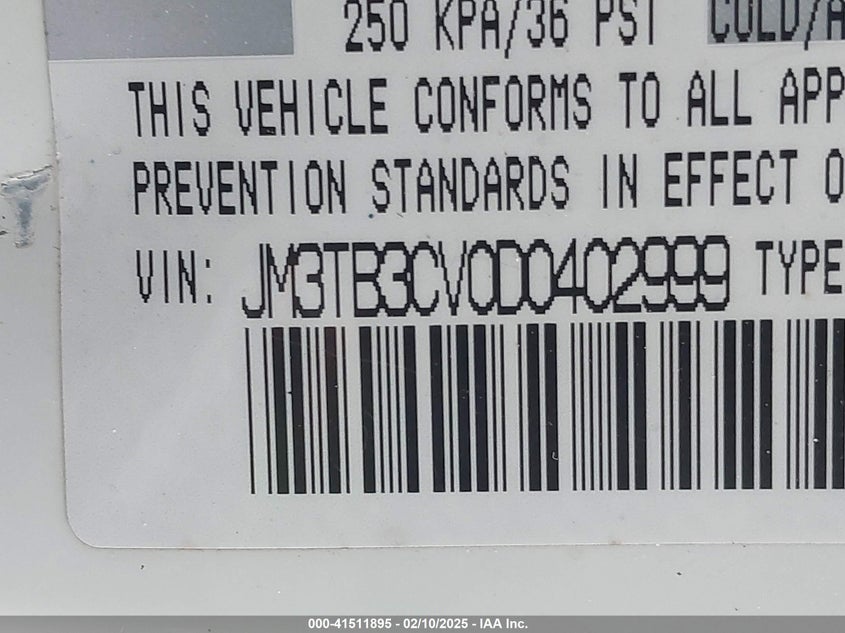 250 KPA/36 PSI COLD/A
THIS VEHICLE CONFORMS TO ALL APP
PREVENTION STANDARDS IN EFFECT O
VIN: JM3TB3CV0D0402999 TYPE
000-41511895 - 02/10/2025 - IAA Inc.